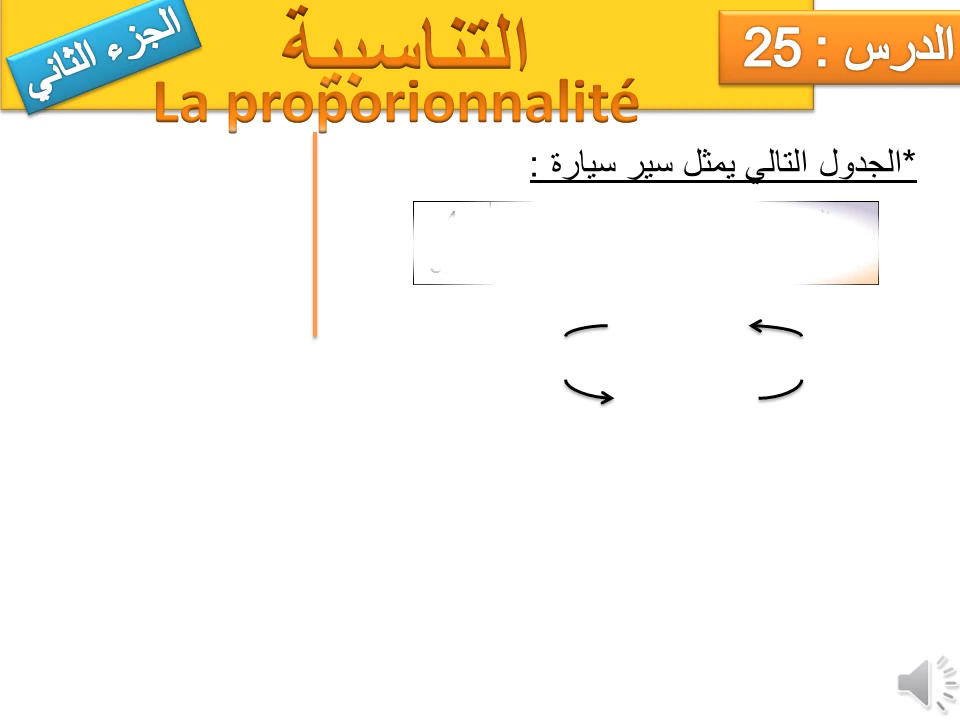 الدرس : 25
التناسبية
الجزء الثاني
La proporionnalité
*الجدول التالي يمثل سير سيارة :